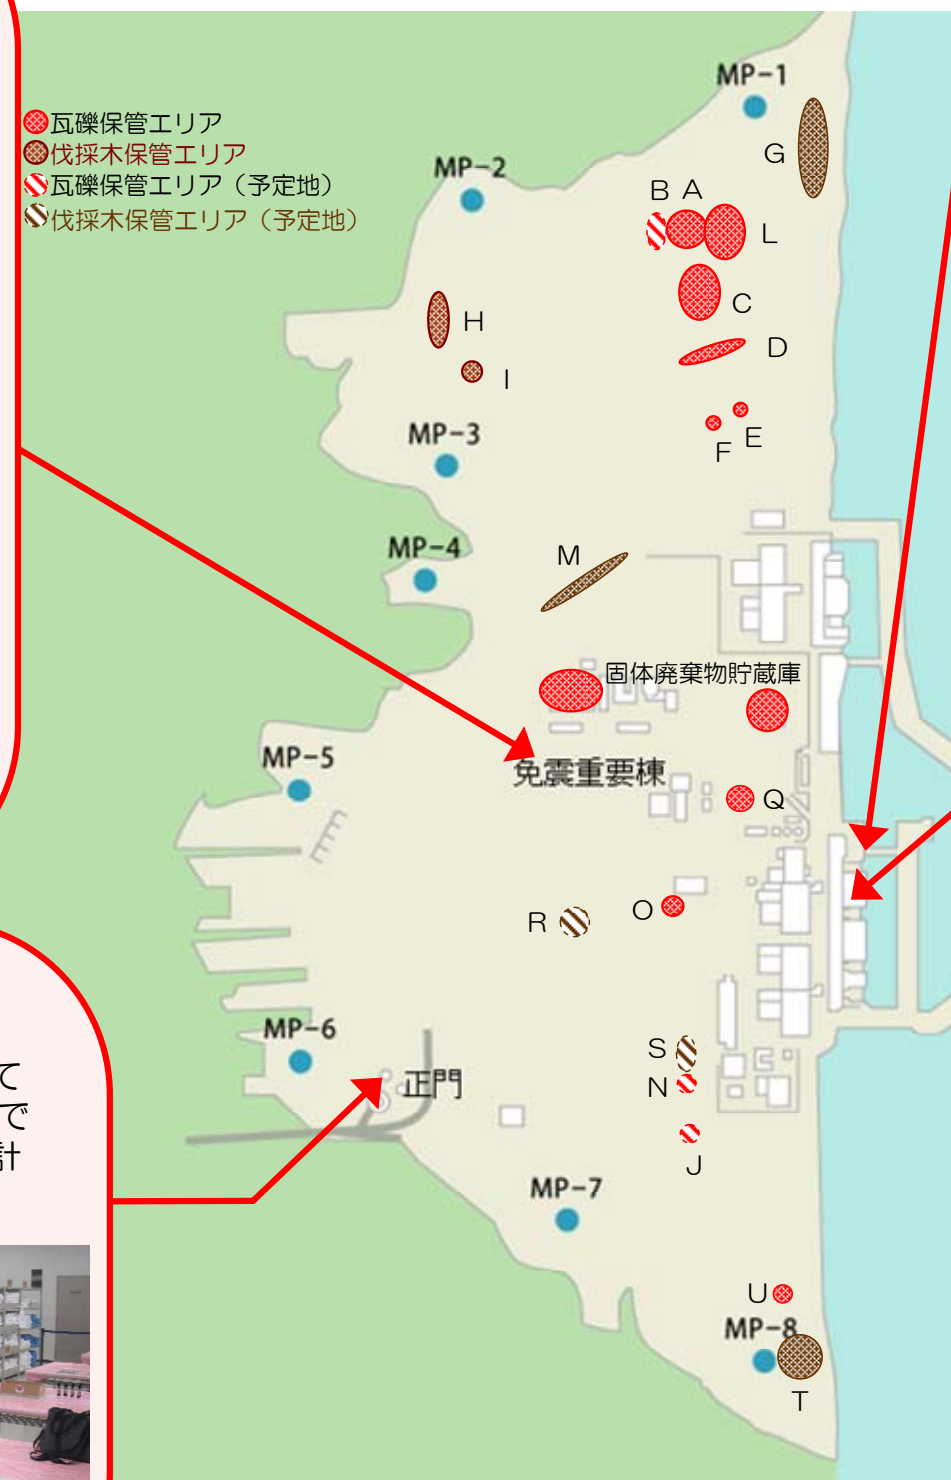 瓦礫保管エリア
伐採木保管エリア
瓦礫保管エリア（予定地）
伐採木保管エリア（予定地）
MP-1
G
MP-2
B A
L
C
H
D
I
E
F
MP-3
MP-4
M
固体廃棄物貯蔵庫
MP-5
免震重要棟
Q
R
O
MP-6
S
て
正門
N
で
計
J
MP-7
U
MP-8
T